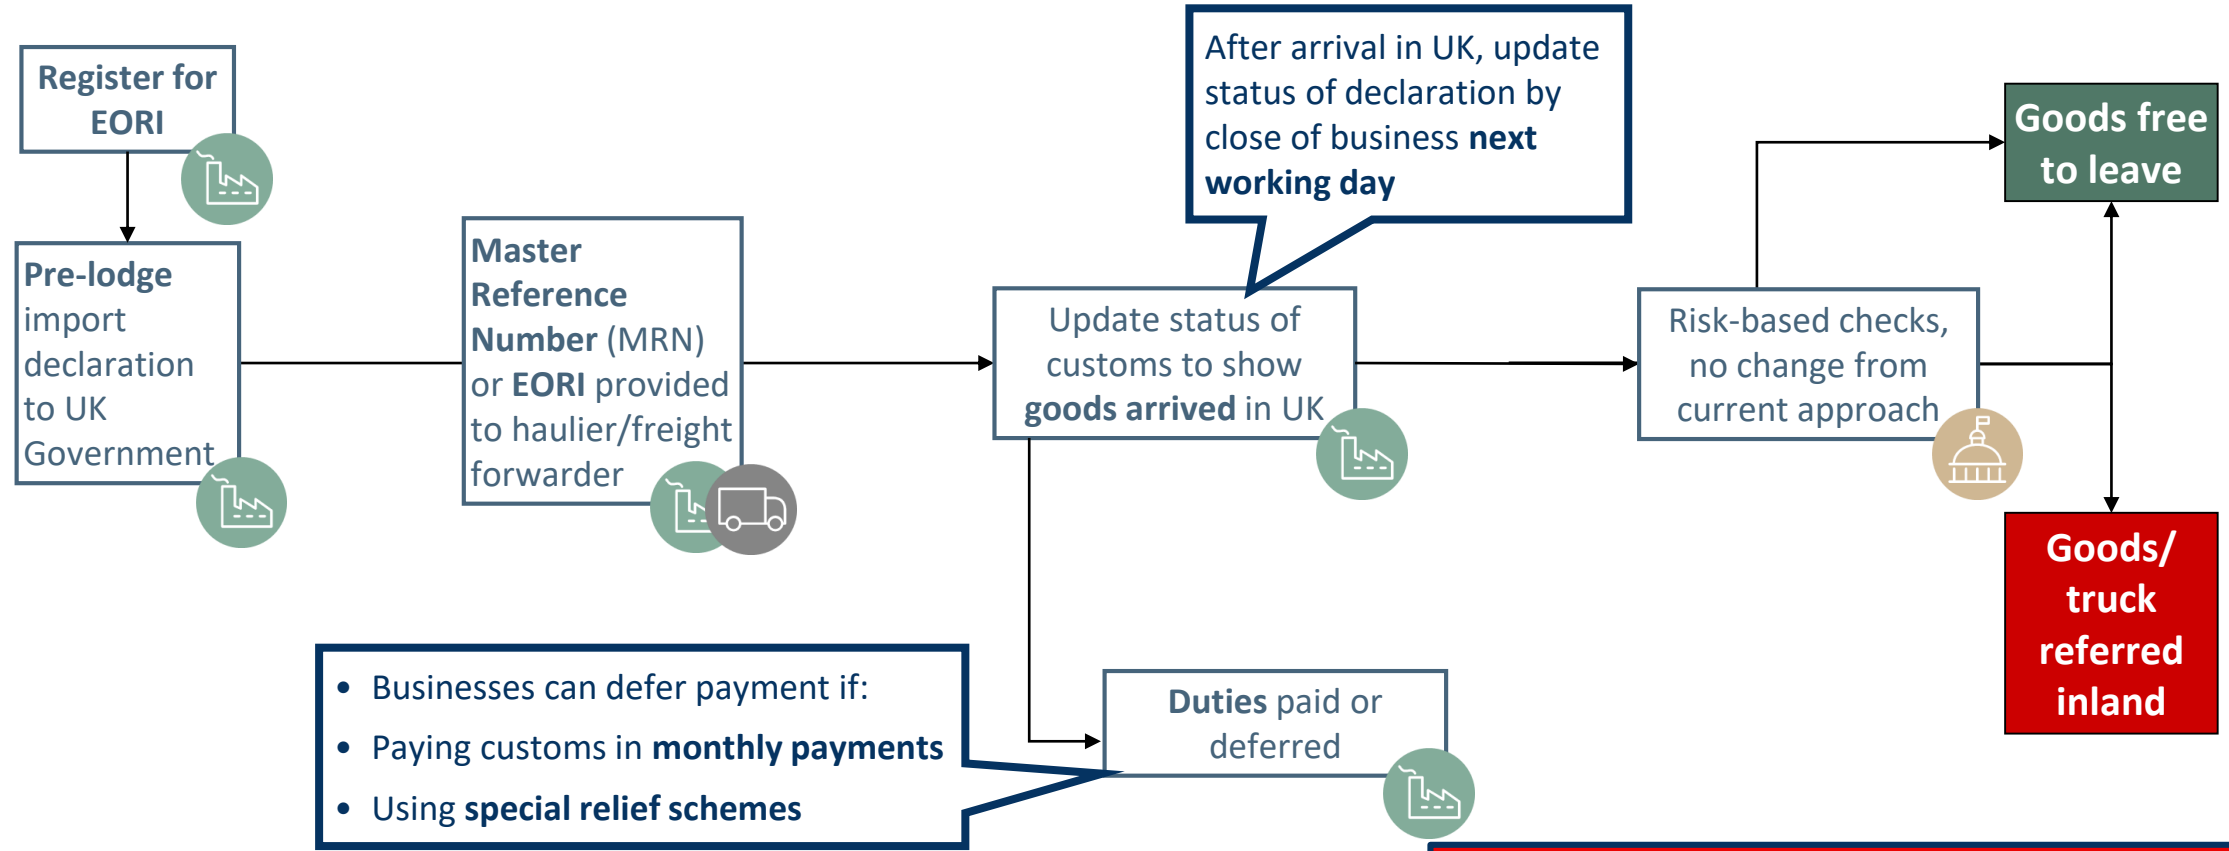 Register for
EORI
Pre-lodge
import
declaration
to UK
Government
Master
Reference
Number (MRN)
or EORI provided
to haulier/freight
forwarder
After arrival in UK, update
status of declaration by
close of business next
working day
Update status of
customs to show
goods arrived in UK
Risk-based checks,
no change from
current approach
Goods free
to leave
Goods/
truck
referred
inland
• Businesses can defer payment if:
• Paying customs in monthly payments
• Using special relief schemes
Duties paid or
deferred